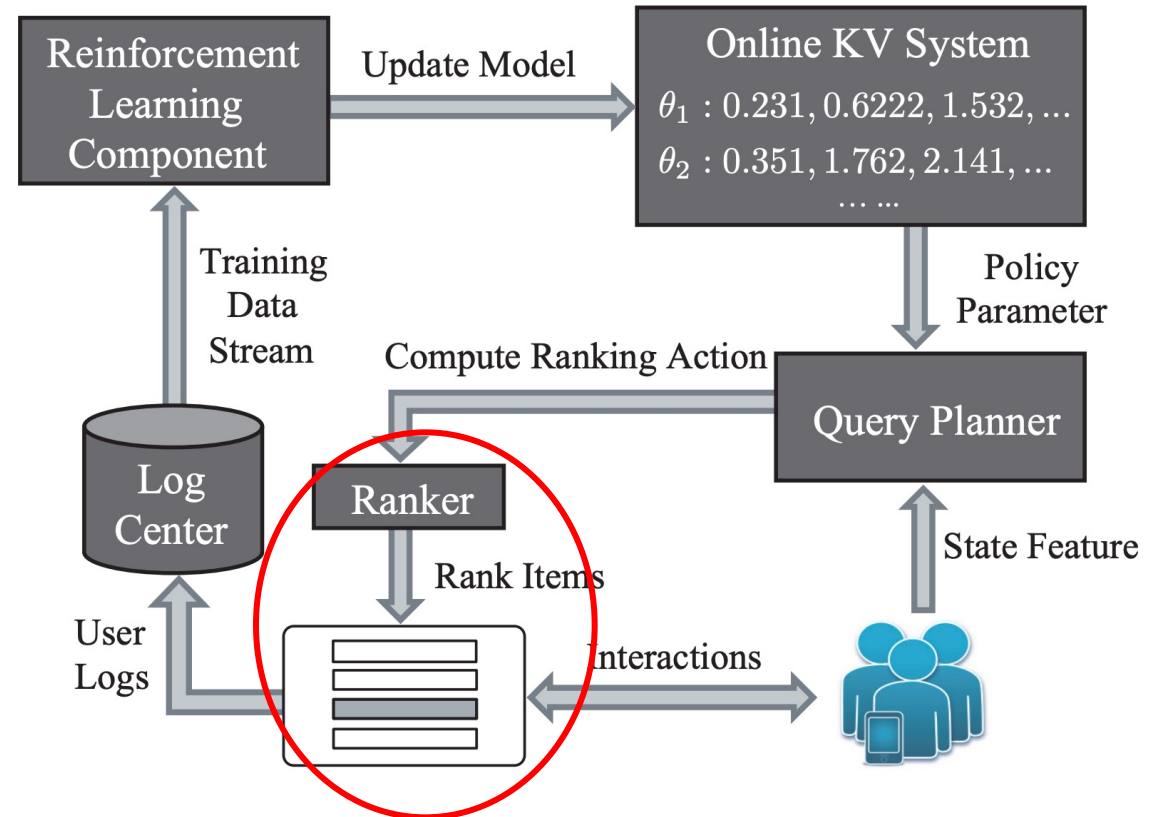 Reinforcement
Learning
Component
Update Model
Online KV System
θ₁ : 0.231, 0.6222, 1.532, ...
θ₂ : 0.351, 1.762, 2.141, ...
... ...
Training
Data
Stream
Policy
Parameter
Compute Ranking Action
Query Planner
Log
Center
Ranker
Rank Items
State Feature
User
Logs
Interactions